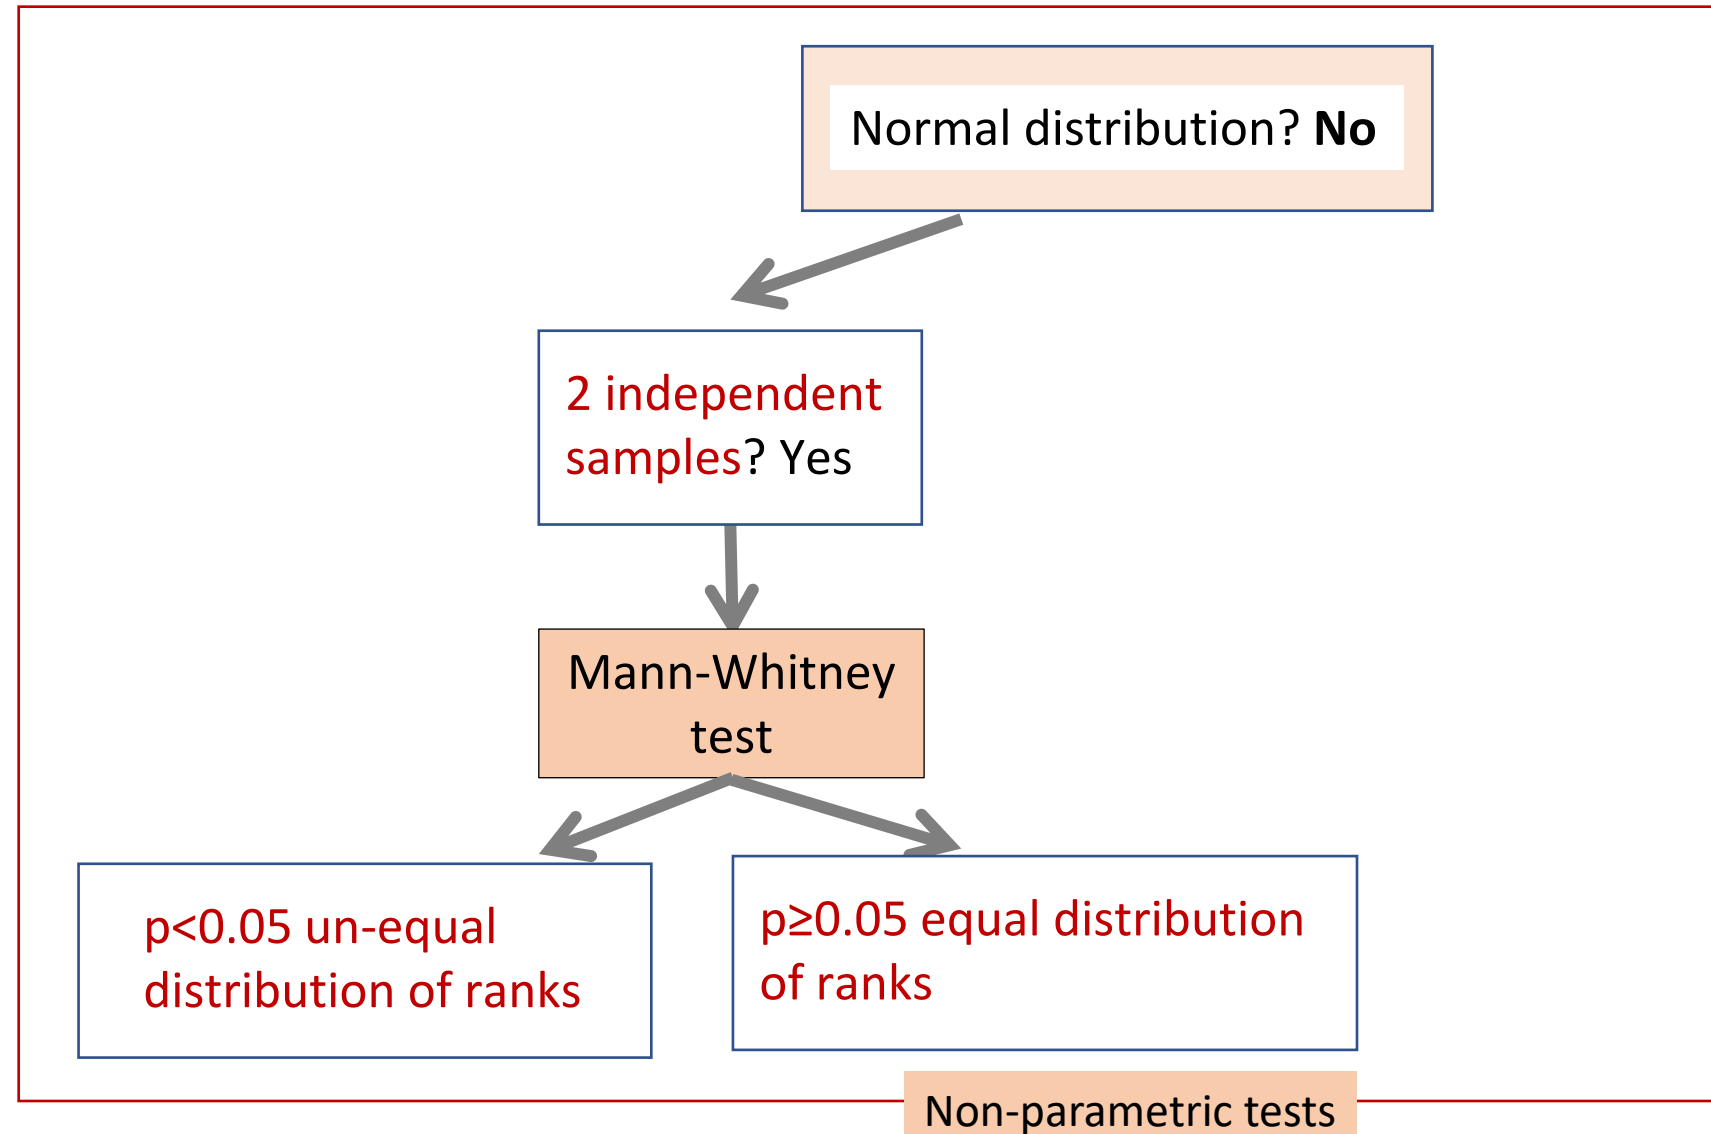 Normal distribution? No
2 independent
samples? Yes
Mann-Whitney
test
p<0.05 un-equal
distribution of ranks
p≥0.05 equal distribution
of ranks
Non-parametric tests